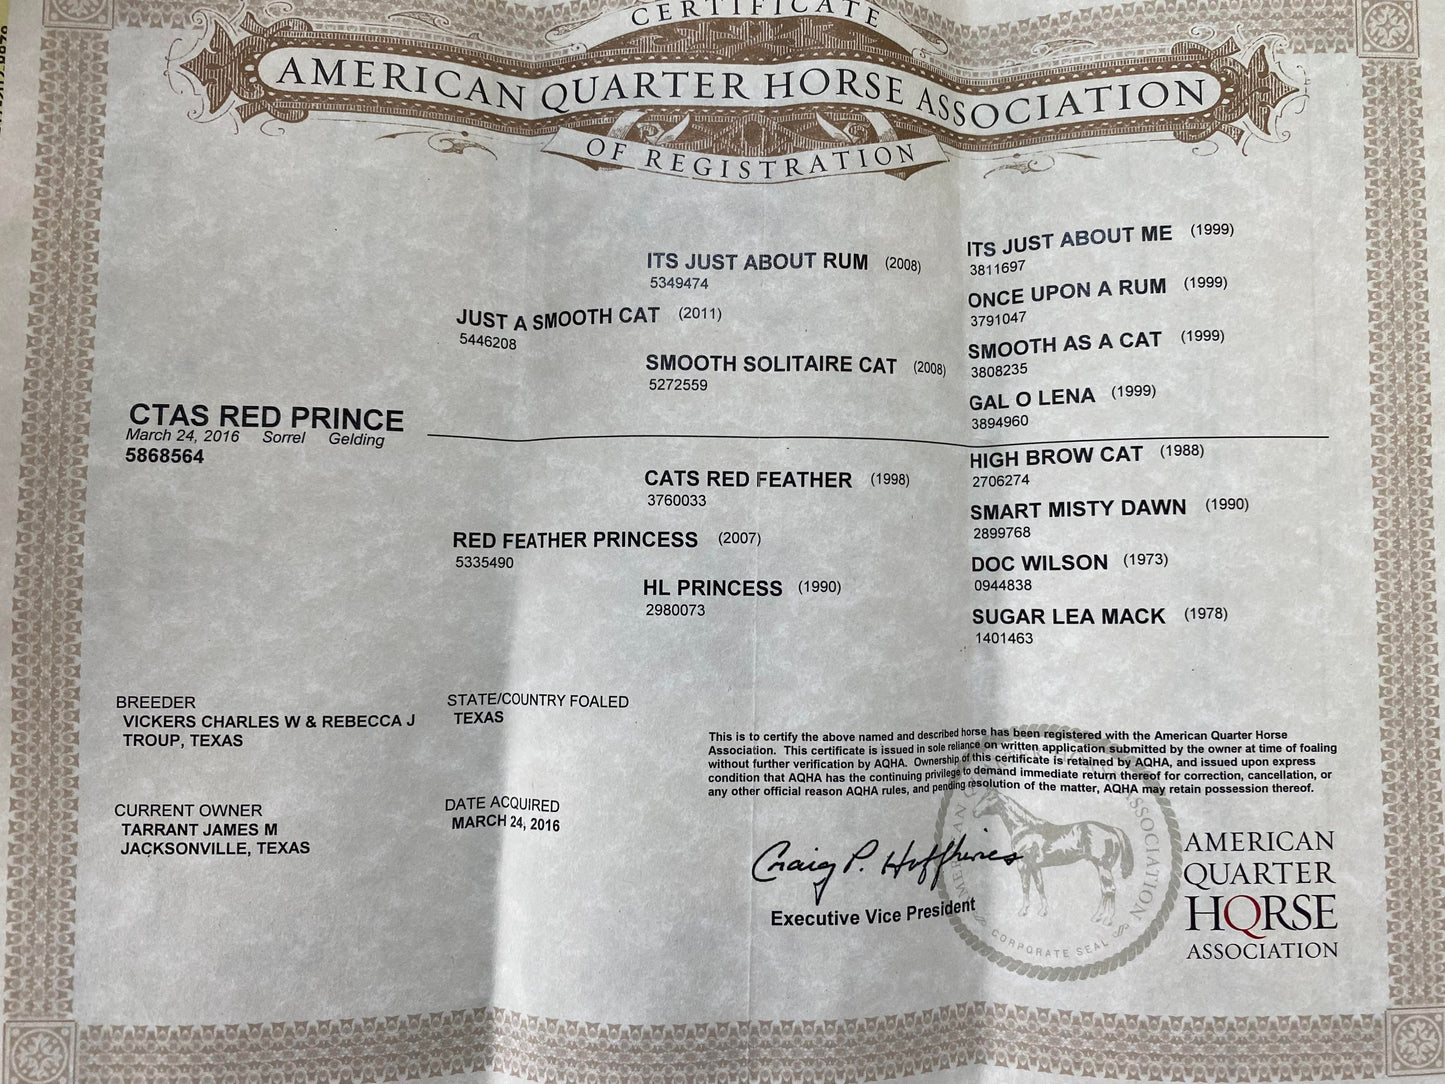 CERTIFICATE
AMERICAN QUARTER HORSE ASSOCIATION
OF REGISTRATION
ITS JUST ABOUT ME (1999)
3811697
ITS JUST ABOUT RUM (2008)
5349474
ONCE UPON A RUM (1999)
3791047
JUST A SMOOTH CAT (2011)
5446208
SMOOTH AS A CAT (1999)
3808235
SMOOTH SOLITAIRE CAT (2008)
5272559
GAL O LENA (1999)
3894960
CTAS RED PRINCE
March 24, 2016 Sorrel Gelding
5868564
HIGH BROW CAT (1988)
2706274
CATS RED FEATHER (1998)
3760033
SMART MISTY DAWN (1990)
2899768
RED FEATHER PRINCESS (2007)
5335490
DOC WILSON (1973)
0944838
HL PRINCESS (1990)
2980073
SUGAR LEA MACK (1978)
1401463
BREEDER
VICKERS CHARLES W & REBECCA J
TROUP, TEXAS
STATE/COUNTRY FOALED
TEXAS
This is to certify the above named and described horse has been registered with the American Quarter Horse
Association. This certificate is issued in sole reliance on written application submitted by the owner at time of foaling
without further verification by AQHA. Ownership of this certificate is retained by AQHA, and issued upon express
condition that AQHA has the continuing privilege to demand immediate return thereof for correction, cancellation, or
any other official reason AQHA rules, and pending resolution of the matter, AQHA may retain possession thereof.
CURRENT OWNER
TARRANT JAMES M
JACKSONVILLE, TEXAS
DATE ACQUIRED
MARCH 24, 2016
Craig P. Huffhines
Executive Vice President
CORPORATE SEAL
AMERICAN
QUARTER
HORSE
ASSOCIATION